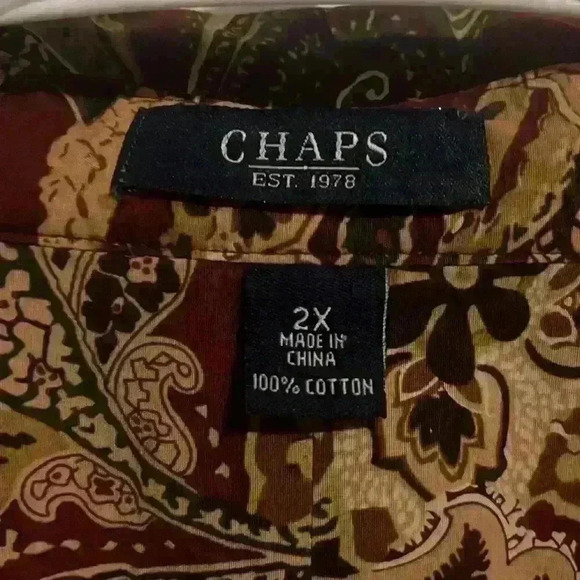 CHAPS
EST. 1978
2X
MADE IN
CHINA
100% COTTON